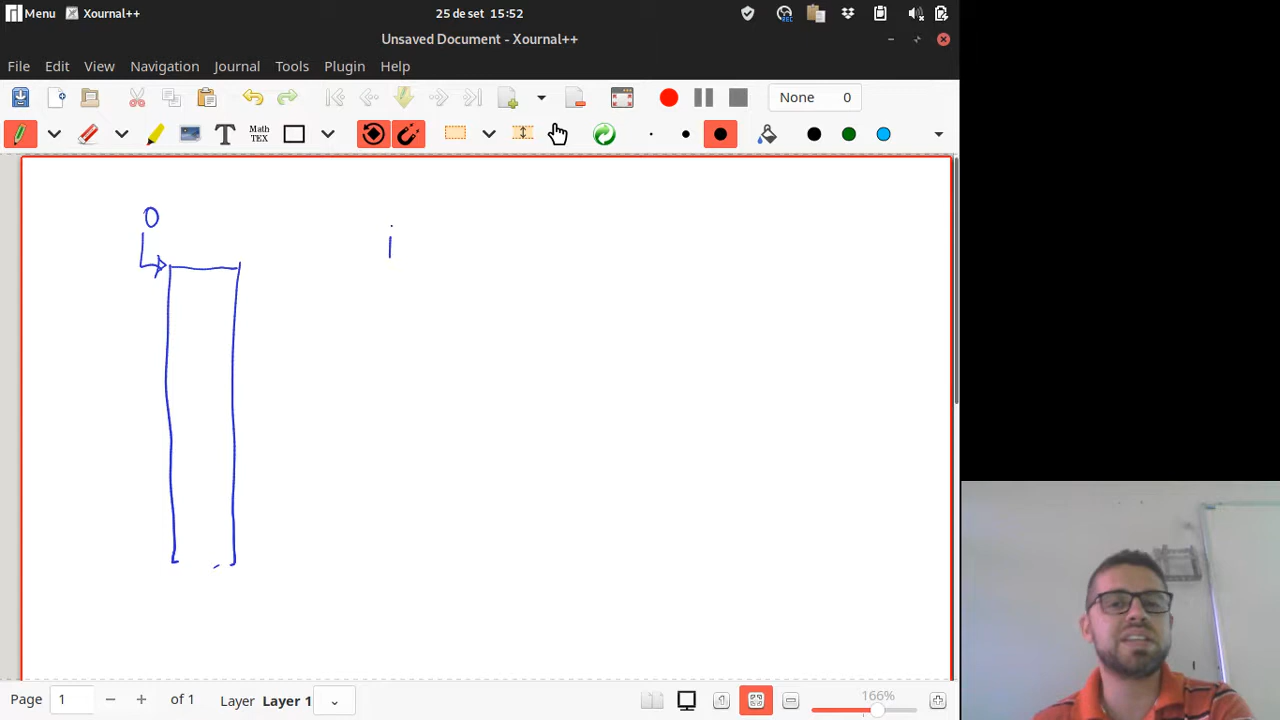 Menu Xournal++ 25 de set 15:52
Unsaved Document - Xournal++
File Edit View Navigation Journal Tools Plugin Help
None 0
T Math TEX
0
i
Page 1 of 1 Layer Layer 1 166%